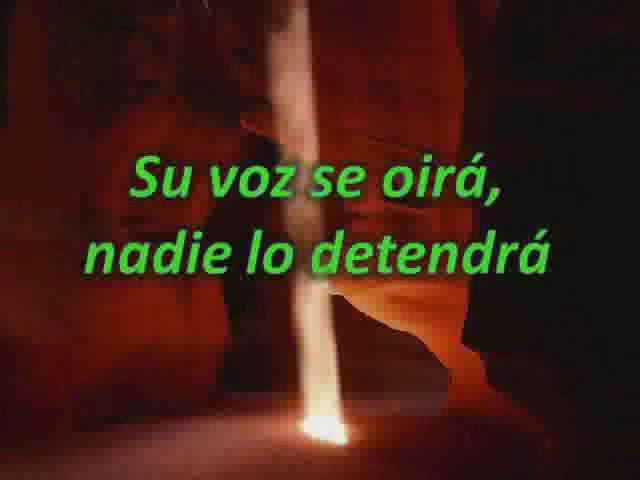 Su voz se oirá,
nadie lo detendrá